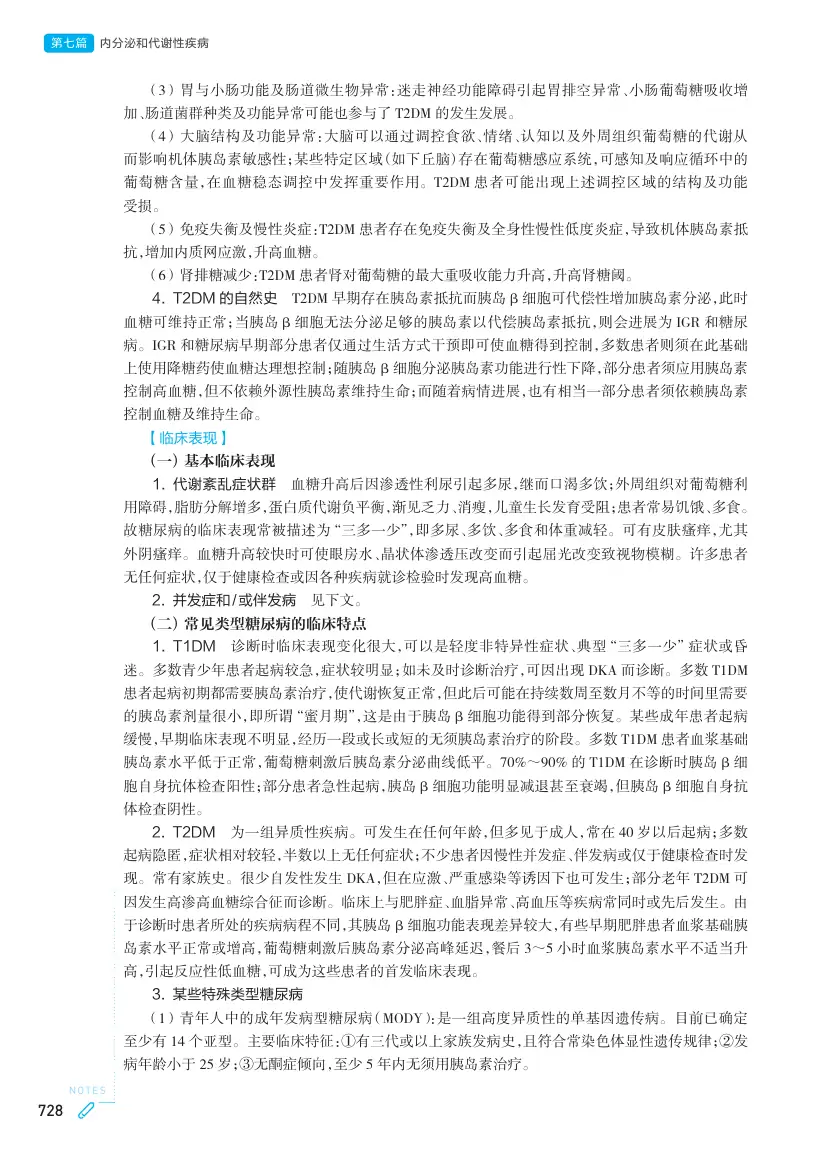 第七篇 内分泌和代谢性疾病
（3）胃与小肠功能及肠道微生物异常：迷走神经功能障碍引起胃排空异常、小肠葡萄糖吸收增
加、肠道菌群种类及功能异常可能也参与了 T2DM 的发生发展。
（4）大脑结构及功能异常：大脑可以通过调控食欲、情绪、认知以及外周组织葡萄糖的代谢从
而影响机体胰岛素敏感性；某些特定区域（如下丘脑）存在葡萄糖感应系统，可感知及响应循环中的
葡萄糖含量，在血糖稳态调控中发挥重要作用。T2DM 患者可能出现上述调控区域的结构及功能
受损。
（5）免疫失衡及慢性炎症：T2DM 患者存在免疫失衡及全身性慢性低度炎症，导致机体胰岛素抵
抗，增加内质网应激，升高血糖。
（6）肾排糖减少：T2DM 患者肾对葡萄糖的最大重吸收能力升高，升高肾糖阈。
4. T2DM 的自然史 T2DM 早期存在胰岛素抵抗而胰岛 β 细胞可代偿性增加胰岛素分泌，此时
血糖可维持正常；当胰岛 β 细胞无法分泌足够的胰岛素以代偿胰岛素抵抗，则会进展为 IGR 和糖尿
病。IGR 和糖尿病早期部分患者仅通过生活方式干预即可使血糖得到控制，多数患者则须在此基础
上使用降糖药使血糖达理想控制；随胰岛 β 细胞分泌胰岛素功能进行性下降，部分患者须应用胰岛素
控制高血糖，但不依赖外源性胰岛素维持生命；而随着病情进展，也有相当一部分患者须依赖胰岛素
控制血糖及维持生命。
【临床表现】
（一）基本临床表现
1. 代谢紊乱症状群 血糖升高后因渗透性利尿引起多尿，继而口渴多饮；外周组织对葡萄糖利
用障碍，脂肪分解增多，蛋白质代谢负平衡，渐见乏力、消瘦，儿童生长发育受阻；患者常易饥饿、多食。
故糖尿病的临床表现常被描述为“三多一少”，即多尿、多饮、多食和体重减轻。可有皮肤瘙痒，尤其
外阴瘙痒。血糖升高较快时可使眼房水、晶状体渗透压改变而引起屈光改变致视物模糊。许多患者
无任何症状，仅于健康检查或因各种疾病就诊检验时发现高血糖。
2. 并发症和/或伴发病 见下文。
（二）常见类型糖尿病的临床特点
1. T1DM 诊断时临床表现变化很大，可以是轻度非特异性症状、典型“三多一少”症状或昏
迷。多数青少年患者起病较急，症状较明显；如未及时诊断治疗，可因出现 DKA 而诊断。多数 T1DM
患者起病初期都需要胰岛素治疗，使代谢恢复正常，但此后可能在持续数周至数月不等的时间里需要
的胰岛素剂量很小，即所谓“蜜月期”，这是由于胰岛 β 细胞功能得到部分恢复。某些成年患者起病
缓慢，早期临床表现不明显，经历一段或长或短的无须胰岛素治疗的阶段。多数 T1DM 患者血浆基础
胰岛素水平低于正常，葡萄糖刺激后胰岛素分泌曲线低平。70%～90% 的 T1DM 在诊断时胰岛 β 细
胞自身抗体检查阳性；部分患者急性起病，胰岛 β 细胞功能明显减退甚至衰竭，但胰岛 β 细胞自身抗
体检查阴性。
2. T2DM 为一组异质性疾病。可发生在任何年龄，但多见于成人，常在 40 岁以后起病；多数
起病隐匿，症状相对较轻，半数以上无任何症状；不少患者因慢性并发症、伴发病或仅于健康检查时发
现。常有家族史。很少自发性发生 DKA，但在应激、严重感染等诱因下也可发生；部分老年 T2DM 可
因发生高渗高血糖综合征而诊断。临床上与肥胖症、血脂异常、高血压等疾病常同时或先后发生。由
于诊断时患者所处的疾病病程不同，其胰岛 β 细胞功能表现差异较大，有些早期肥胖患者血浆基础胰
岛素水平正常或增高，葡萄糖刺激后胰岛素分泌高峰延迟，餐后 3～5 小时血浆胰岛素水平不适当升
高，引起反应性低血糖，可成为这些患者的首发临床表现。
3. 某些特殊类型糖尿病
（1）青年人中的成年发病型糖尿病（MODY）：是一组高度异质性的单基因遗传病。目前已确定
至少有 14 个亚型。主要临床特征：①有三代或以上家族发病史，且符合常染色体显性遗传规律；②发
病年龄小于 25 岁；③无酮症倾向，至少 5 年内无须用胰岛素治疗。
NOTES
728